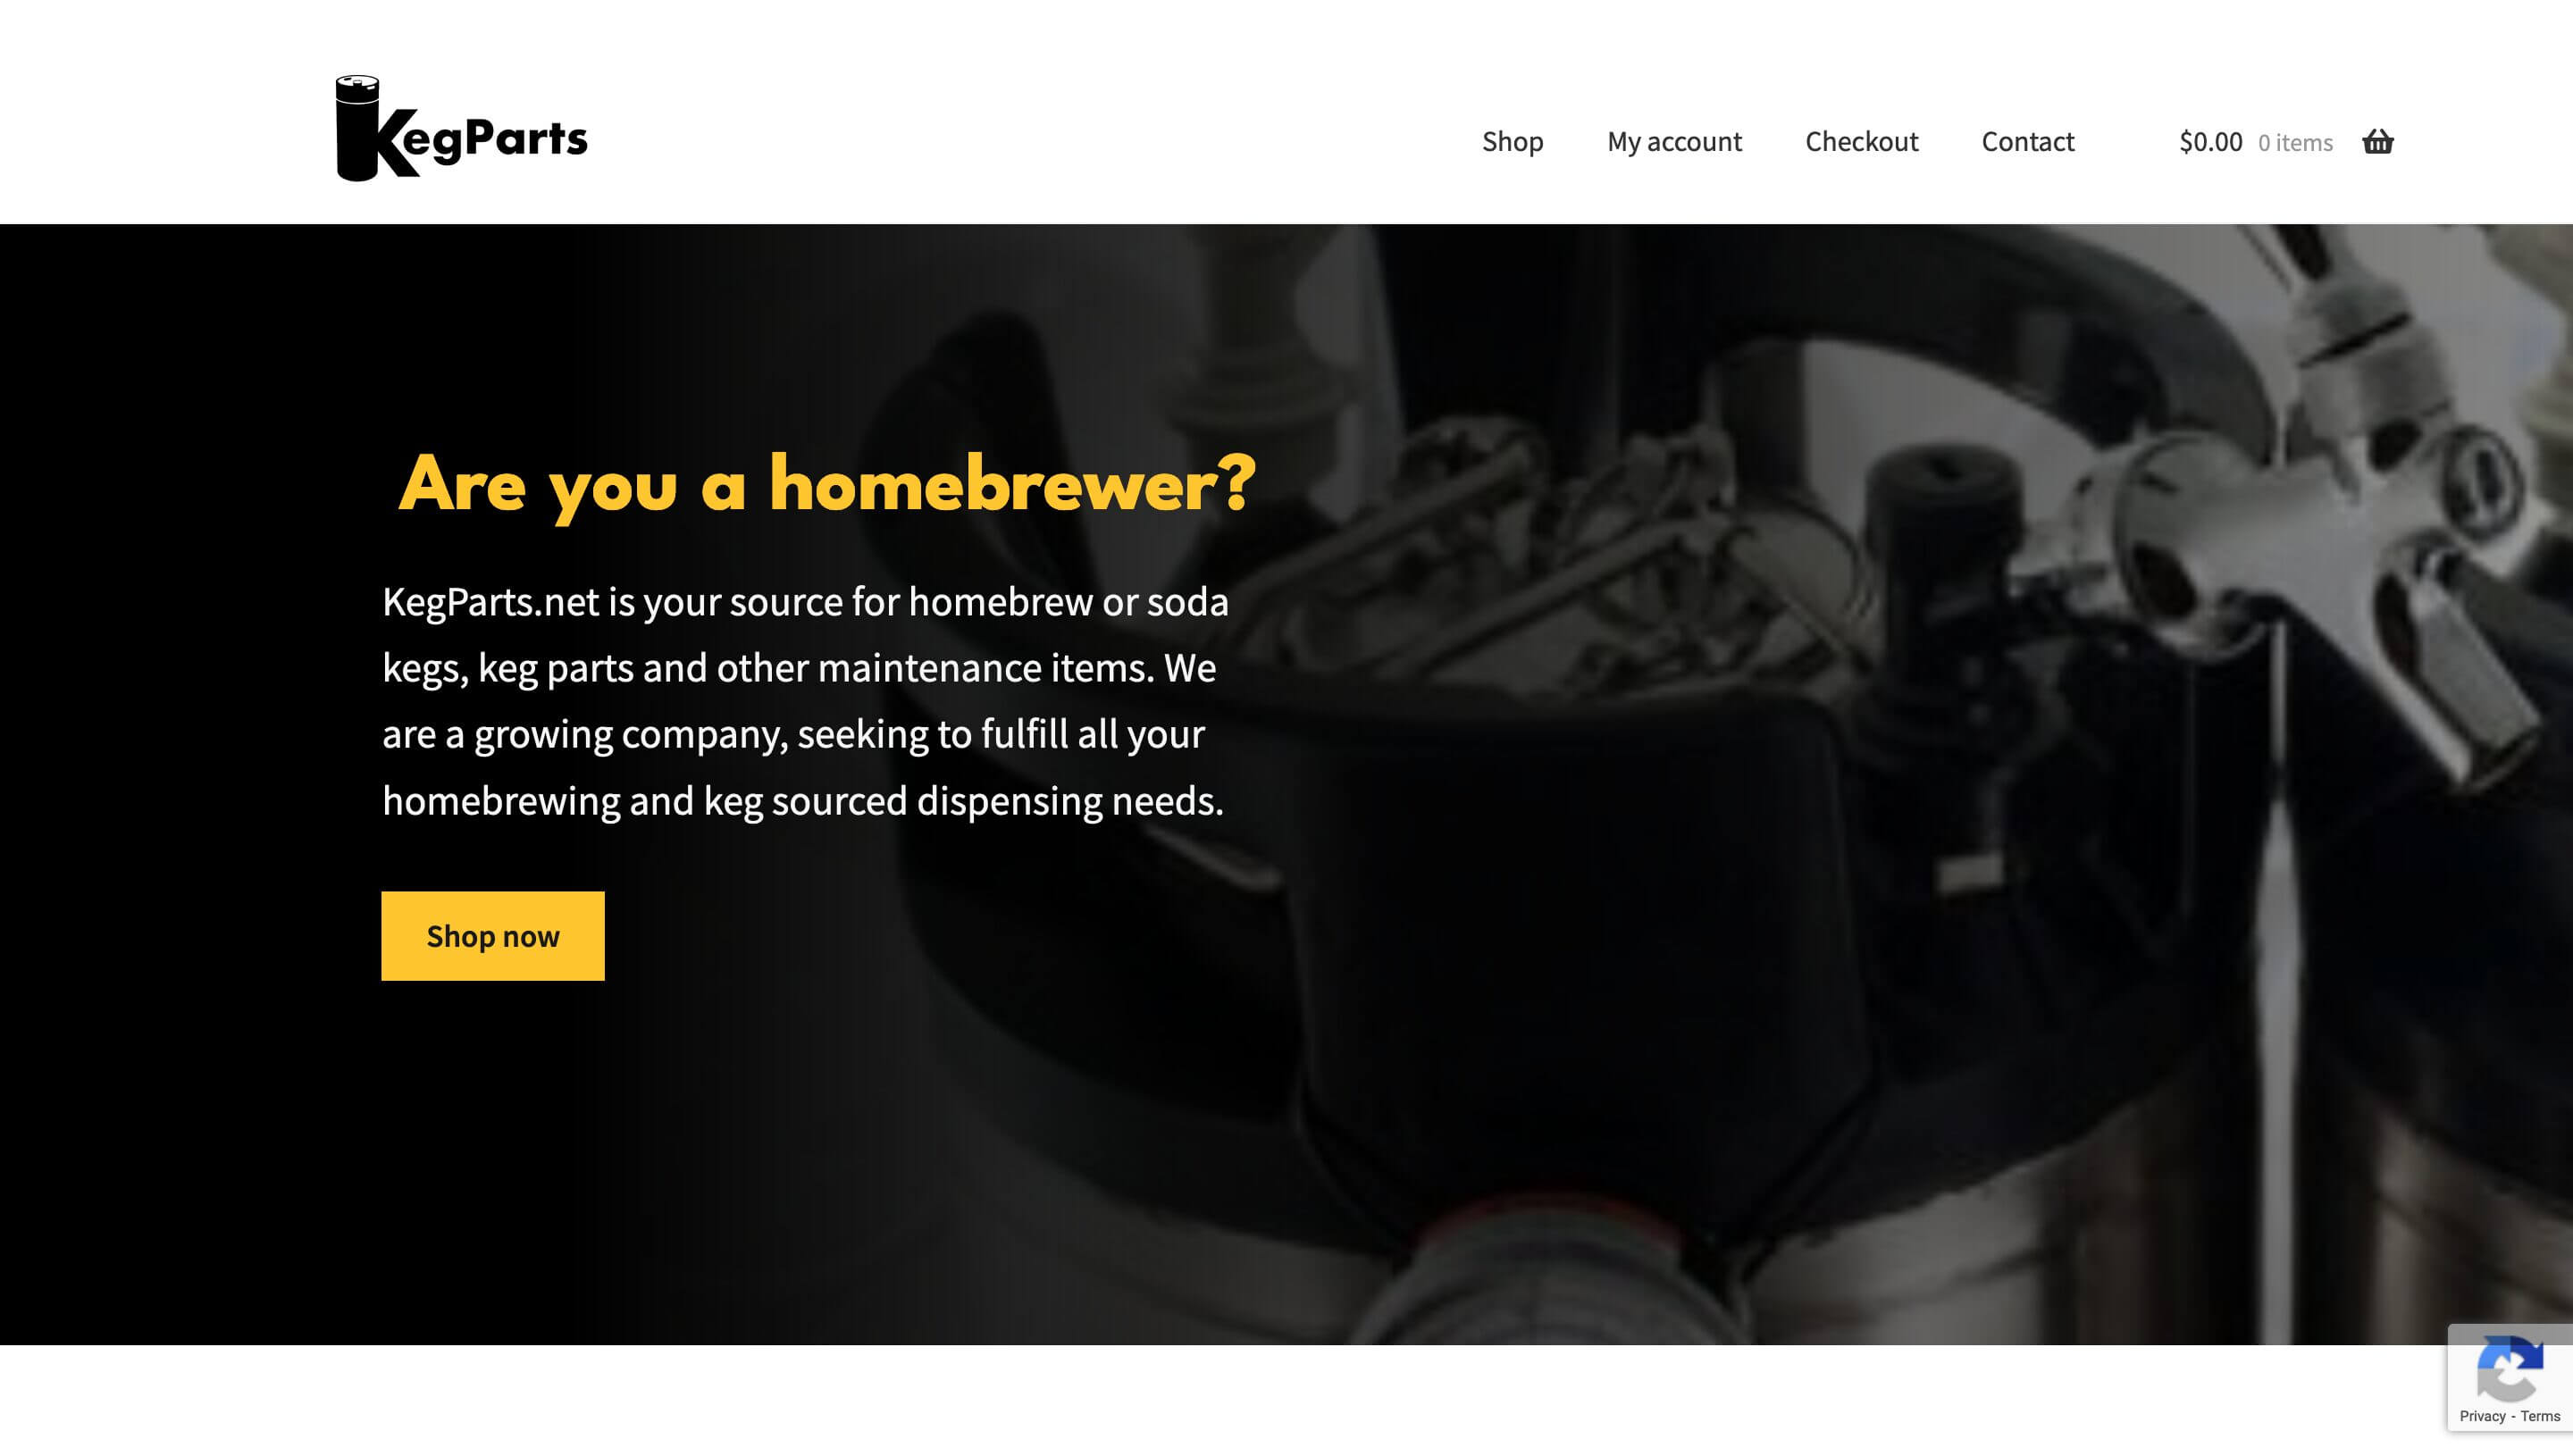 KegParts
Shop
My account
Checkout
Contact
$0.00 0 items
Are you a homebrewer?
KegParts.net is your source for homebrew or soda
kegs, keg parts and other maintenance items. We
are a growing company, seeking to fulfill all your
homebrewing and keg sourced dispensing needs.
Shop now
Privacy - Terms